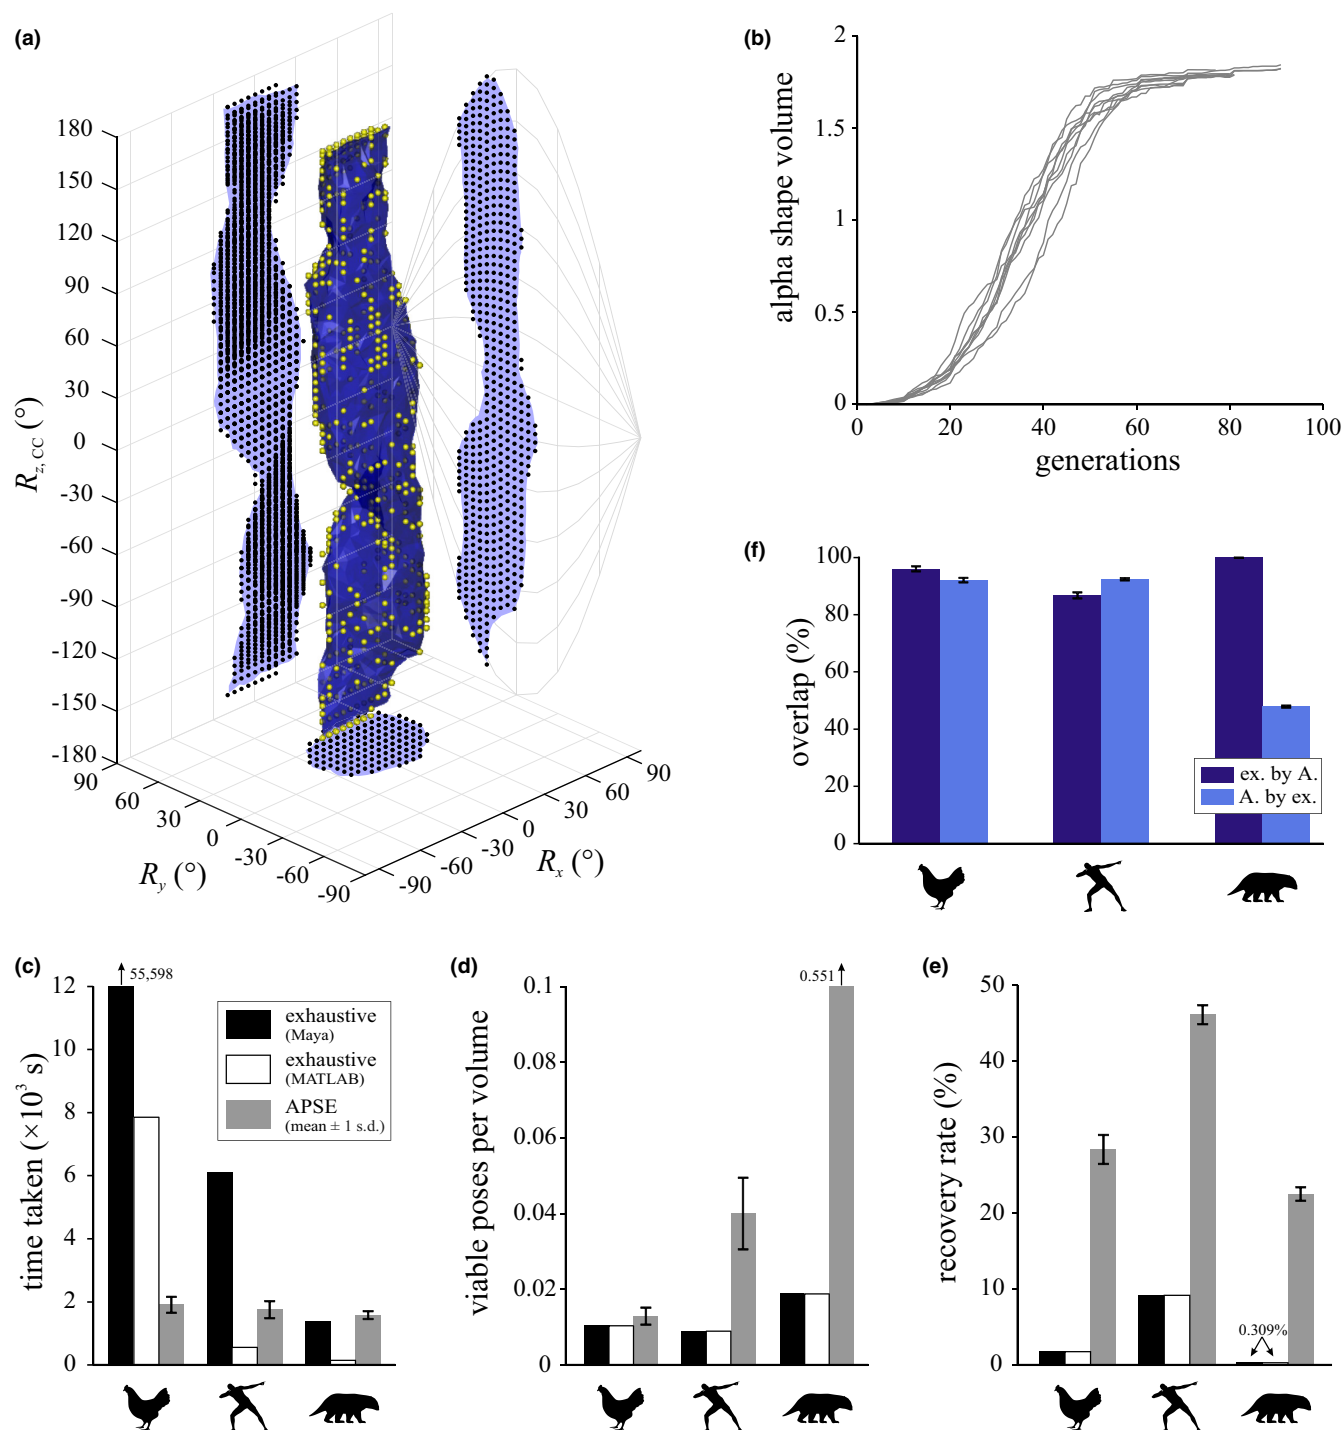 (a)
180
150
120
90
60
30
0
-30
-60
-90
-120
-150
-180
R z,CC (°)
90
60
30
0
-30
-60
-90
R y (°)
-90
-60
-30
0
30
60
90
R x (°)
(b)
2
1.5
1
0.5
0
alpha shape volume
0
20
40
60
80
100
generations
(f)
100
80
60
40
20
0
overlap (%)
ex. by A.
A. by ex.
(c)
55,598
12
10
8
6
4
2
0
time taken (×10³ s)
exhaustive
(Maya)
exhaustive
(MATLAB)
APSE
(mean ± 1 s.d.)
(d)
0.551
0.1
0.08
0.06
0.04
0.02
0
viable poses per volume
(e)
50
40
30
20
10
0
recovery rate (%)
0.309%